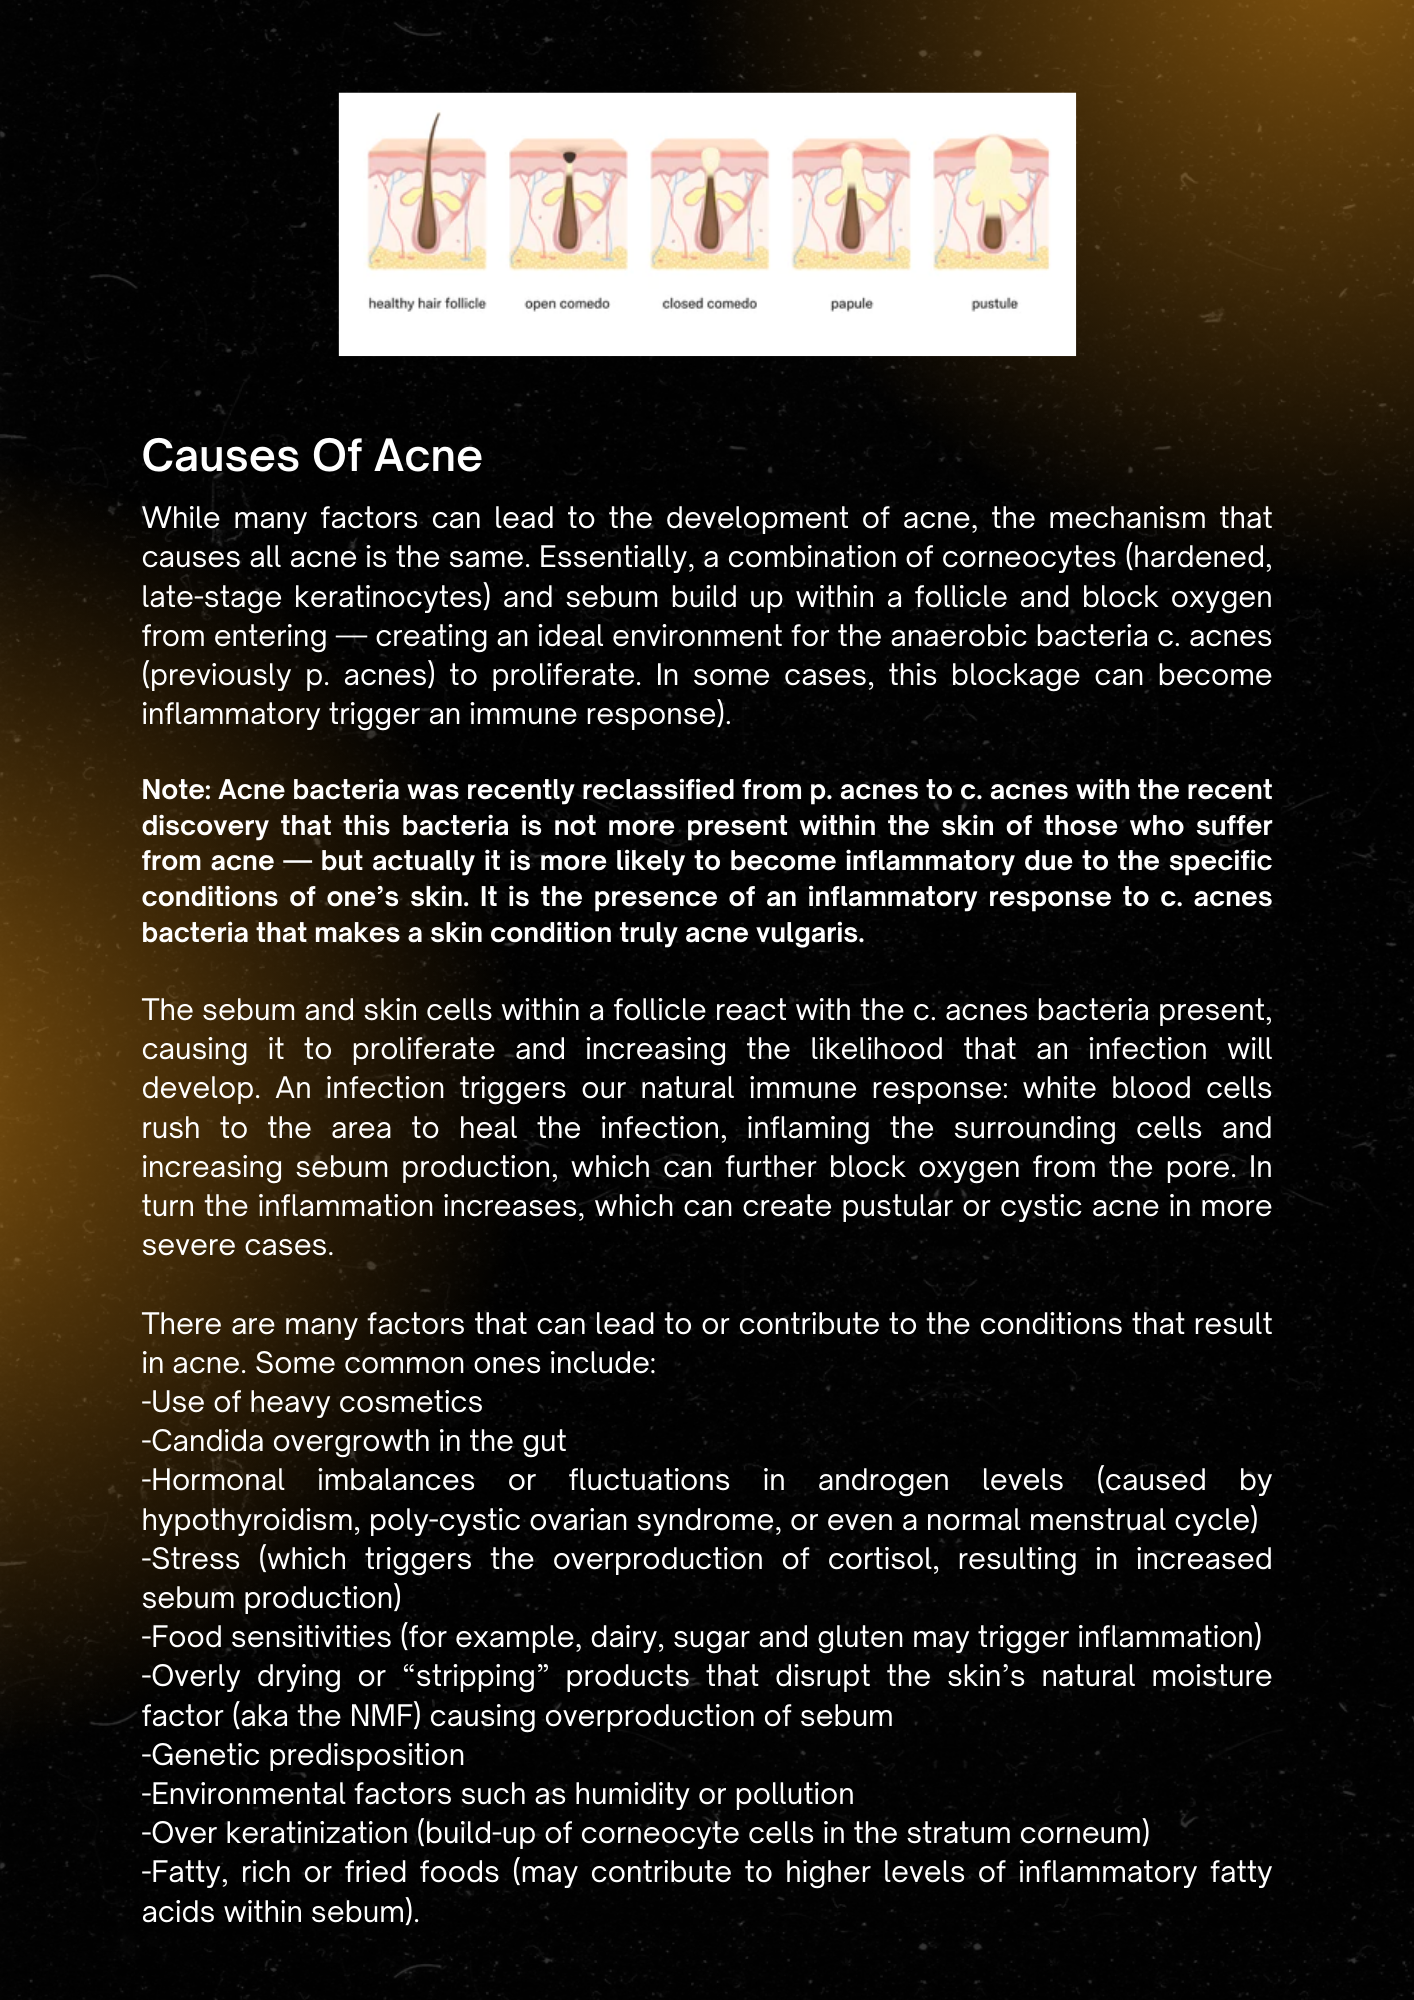 healthy hair follicle
open comedo
closed comedo
papule
pustule
Causes Of Acne
While many factors can lead to the development of acne, the mechanism that
causes all acne is the same. Essentially, a combination of corneocytes (hardened,
late-stage keratinocytes) and sebum build up within a follicle and block oxygen
from entering — creating an ideal environment for the anaerobic bacteria c. acnes
(previously p. acnes) to proliferate. In some cases, this blockage can become
inflammatory trigger an immune response).
Note: Acne bacteria was recently reclassified from p. acnes to c. acnes with the recent
discovery that this bacteria is not more present within the skin of those who suffer
from acne — but actually it is more likely to become inflammatory due to the specific
conditions of one’s skin. It is the presence of an inflammatory response to c. acnes
bacteria that makes a skin condition truly acne vulgaris.
The sebum and skin cells within a follicle react with the c. acnes bacteria present,
causing it to proliferate and increasing the likelihood that an infection will
develop. An infection triggers our natural immune response: white blood cells
rush to the area to heal the infection, inflaming the surrounding cells and
increasing sebum production, which can further block oxygen from the pore. In
turn the inflammation increases, which can create pustular or cystic acne in more
severe cases.
There are many factors that can lead to or contribute to the conditions that result
in acne. Some common ones include:
-Use of heavy cosmetics
-Candida overgrowth in the gut
-Hormonal imbalances or fluctuations in androgen levels (caused by
hypothyroidism, poly-cystic ovarian syndrome, or even a normal menstrual cycle)
-Stress (which triggers the overproduction of cortisol, resulting in increased
sebum production)
-Food sensitivities (for example, dairy, sugar and gluten may trigger inflammation)
-Overly drying or “stripping” products that disrupt the skin’s natural moisture
factor (aka the NMF) causing overproduction of sebum
-Genetic predisposition
-Environmental factors such as humidity or pollution
-Over keratinization (build-up of corneocyte cells in the stratum corneum)
-Fatty, rich or fried foods (may contribute to higher levels of inflammatory fatty
acids within sebum).